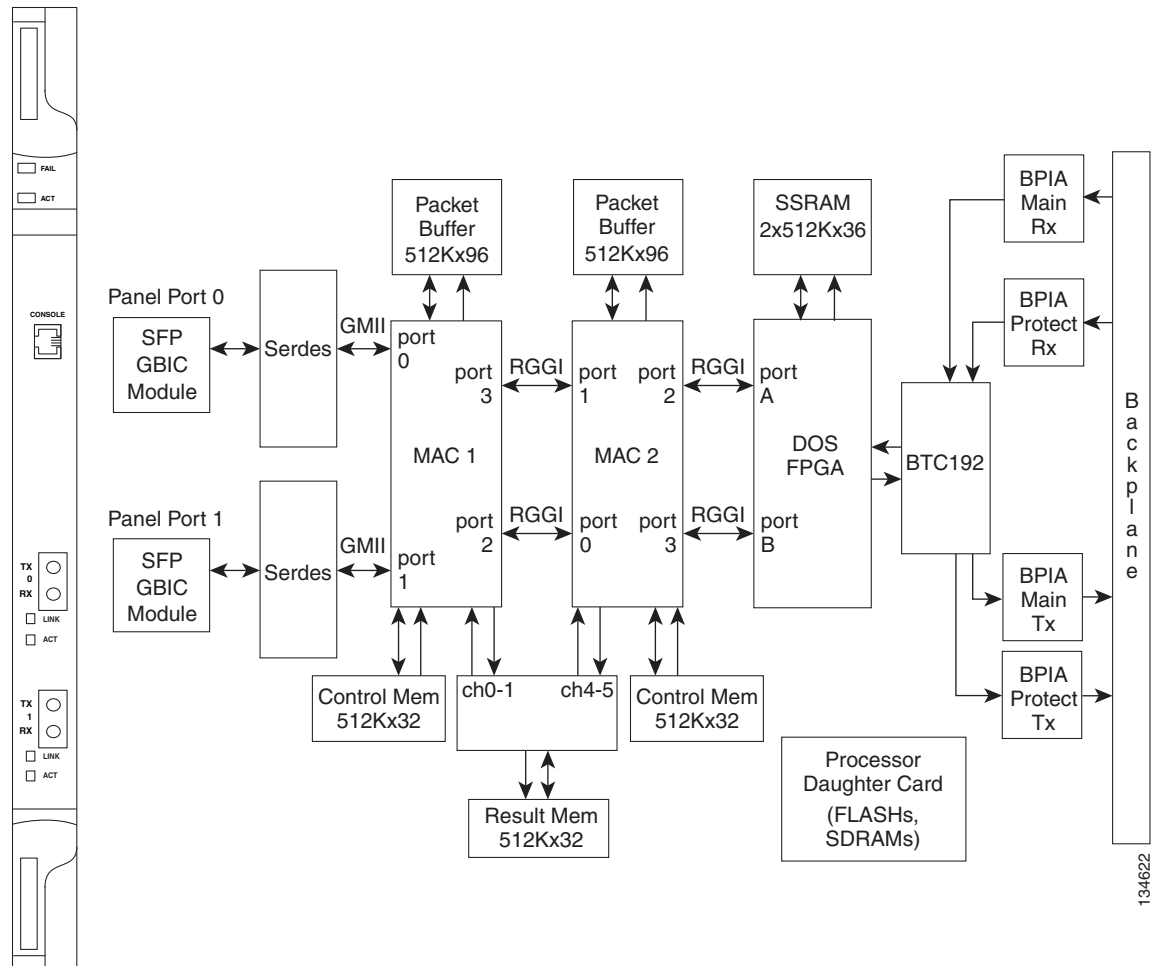 FAIL
ACT
CONSOLE
TX
0
RX
LINK
ACT
TX
1
RX
LINK
ACT
Panel Port 0
SFP
GBIC
Module
Serdes
GMII
Panel Port 1
SFP
GBIC
Module
Serdes
GMII
Packet
Buffer
512Kx96
port
0
port
3
MAC 1
port
2
port
1
RGGI
RGGI
Packet
Buffer
512Kx96
port
1
port
2
MAC 2
port
0
port
3
RGGI
RGGI
SSRAM
2x512Kx36
port
A
DOS
FPGA
port
B
BTC192
BPIA
Main
Rx
BPIA
Protect
Rx
BPIA
Main
Tx
BPIA
Protect
Tx
Backplane
Control Mem
512Kx32
ch0-1
ch4-5
Control Mem
512Kx32
Result Mem
512Kx32
Processor
Daughter Card
(FLASHs,
SDRAMs)
134622